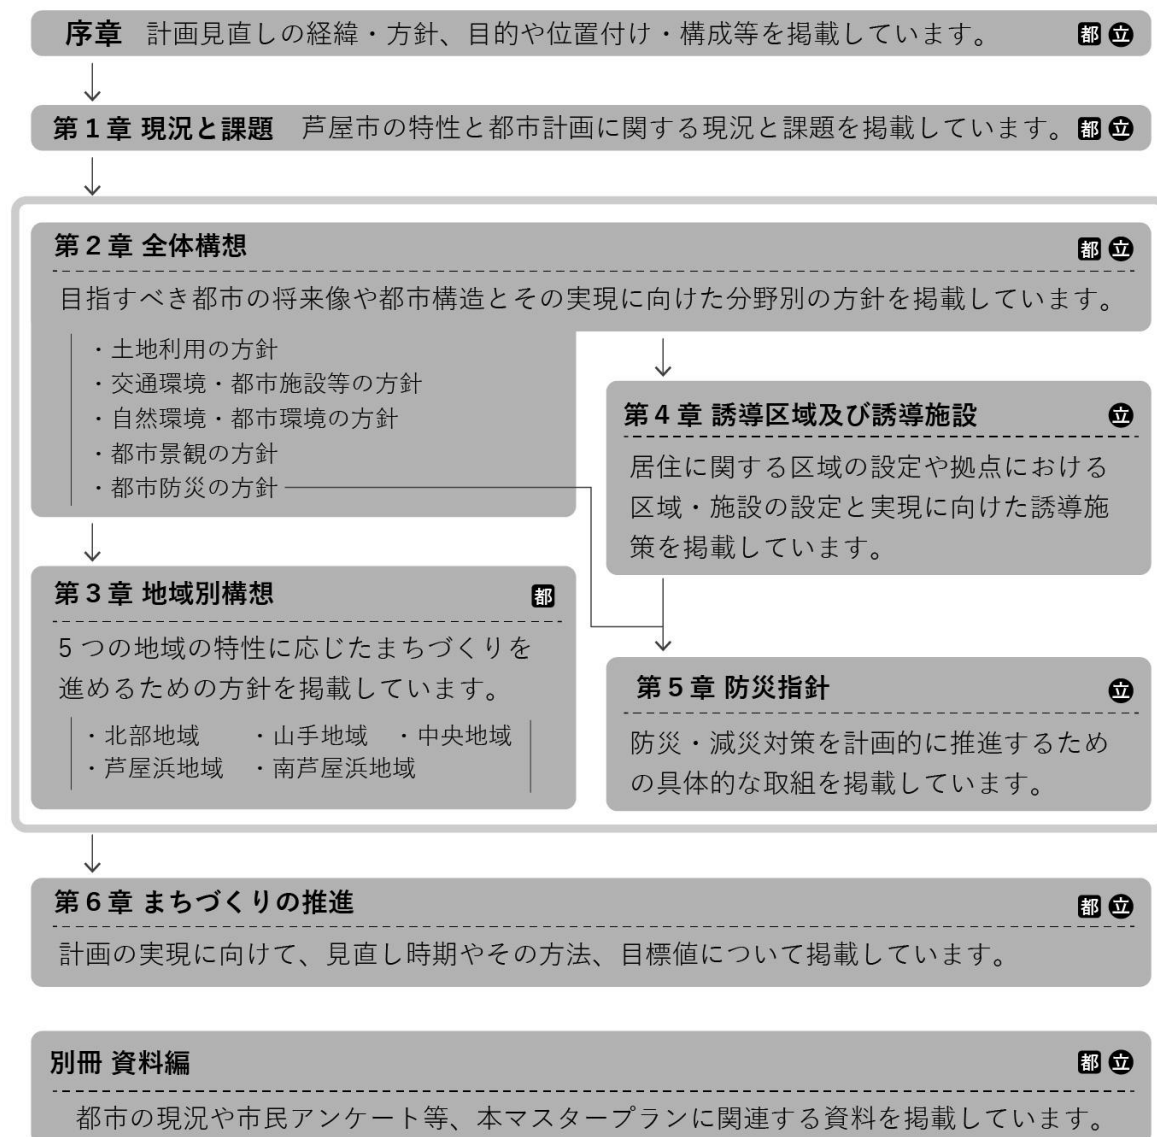 序章 計画見直しの経緯・方針、目的や位置付け・構成等を掲載しています。 都 立
第1章 現況と課題 芦屋市の特性と都市計画に関する現況と課題を掲載しています。 都 立
第2章 全体構想 都 立
目指すべき都市の将来像や都市構造とその実現に向けた分野別の方針を掲載しています。
・土地利用の方針
・交通環境・都市施設等の方針
・自然環境・都市環境の方針
・都市景観の方針
・都市防災の方針
第3章 地域別構想 都
5つの地域の特性に応じたまちづくりを
進めるための方針を掲載しています。
・北部地域 ・山手地域 ・中央地域
・芦屋浜地域 ・南芦屋浜地域
第4章 誘導区域及び誘導施設 立
居住に関する区域の設定や拠点における
区域・施設の設定と実現に向けた誘導施
策を掲載しています。
第5章 防災指針 立
防災・減災対策を計画的に推進するため
の具体的な取組を掲載しています。
第6章 まちづくりの推進 都 立
計画の実現に向けて、見直し時期やその方法、目標値について掲載しています。
別冊 資料編 都 立
都市の現況や市民アンケート等、本マスタープランに関連する資料を掲載しています。